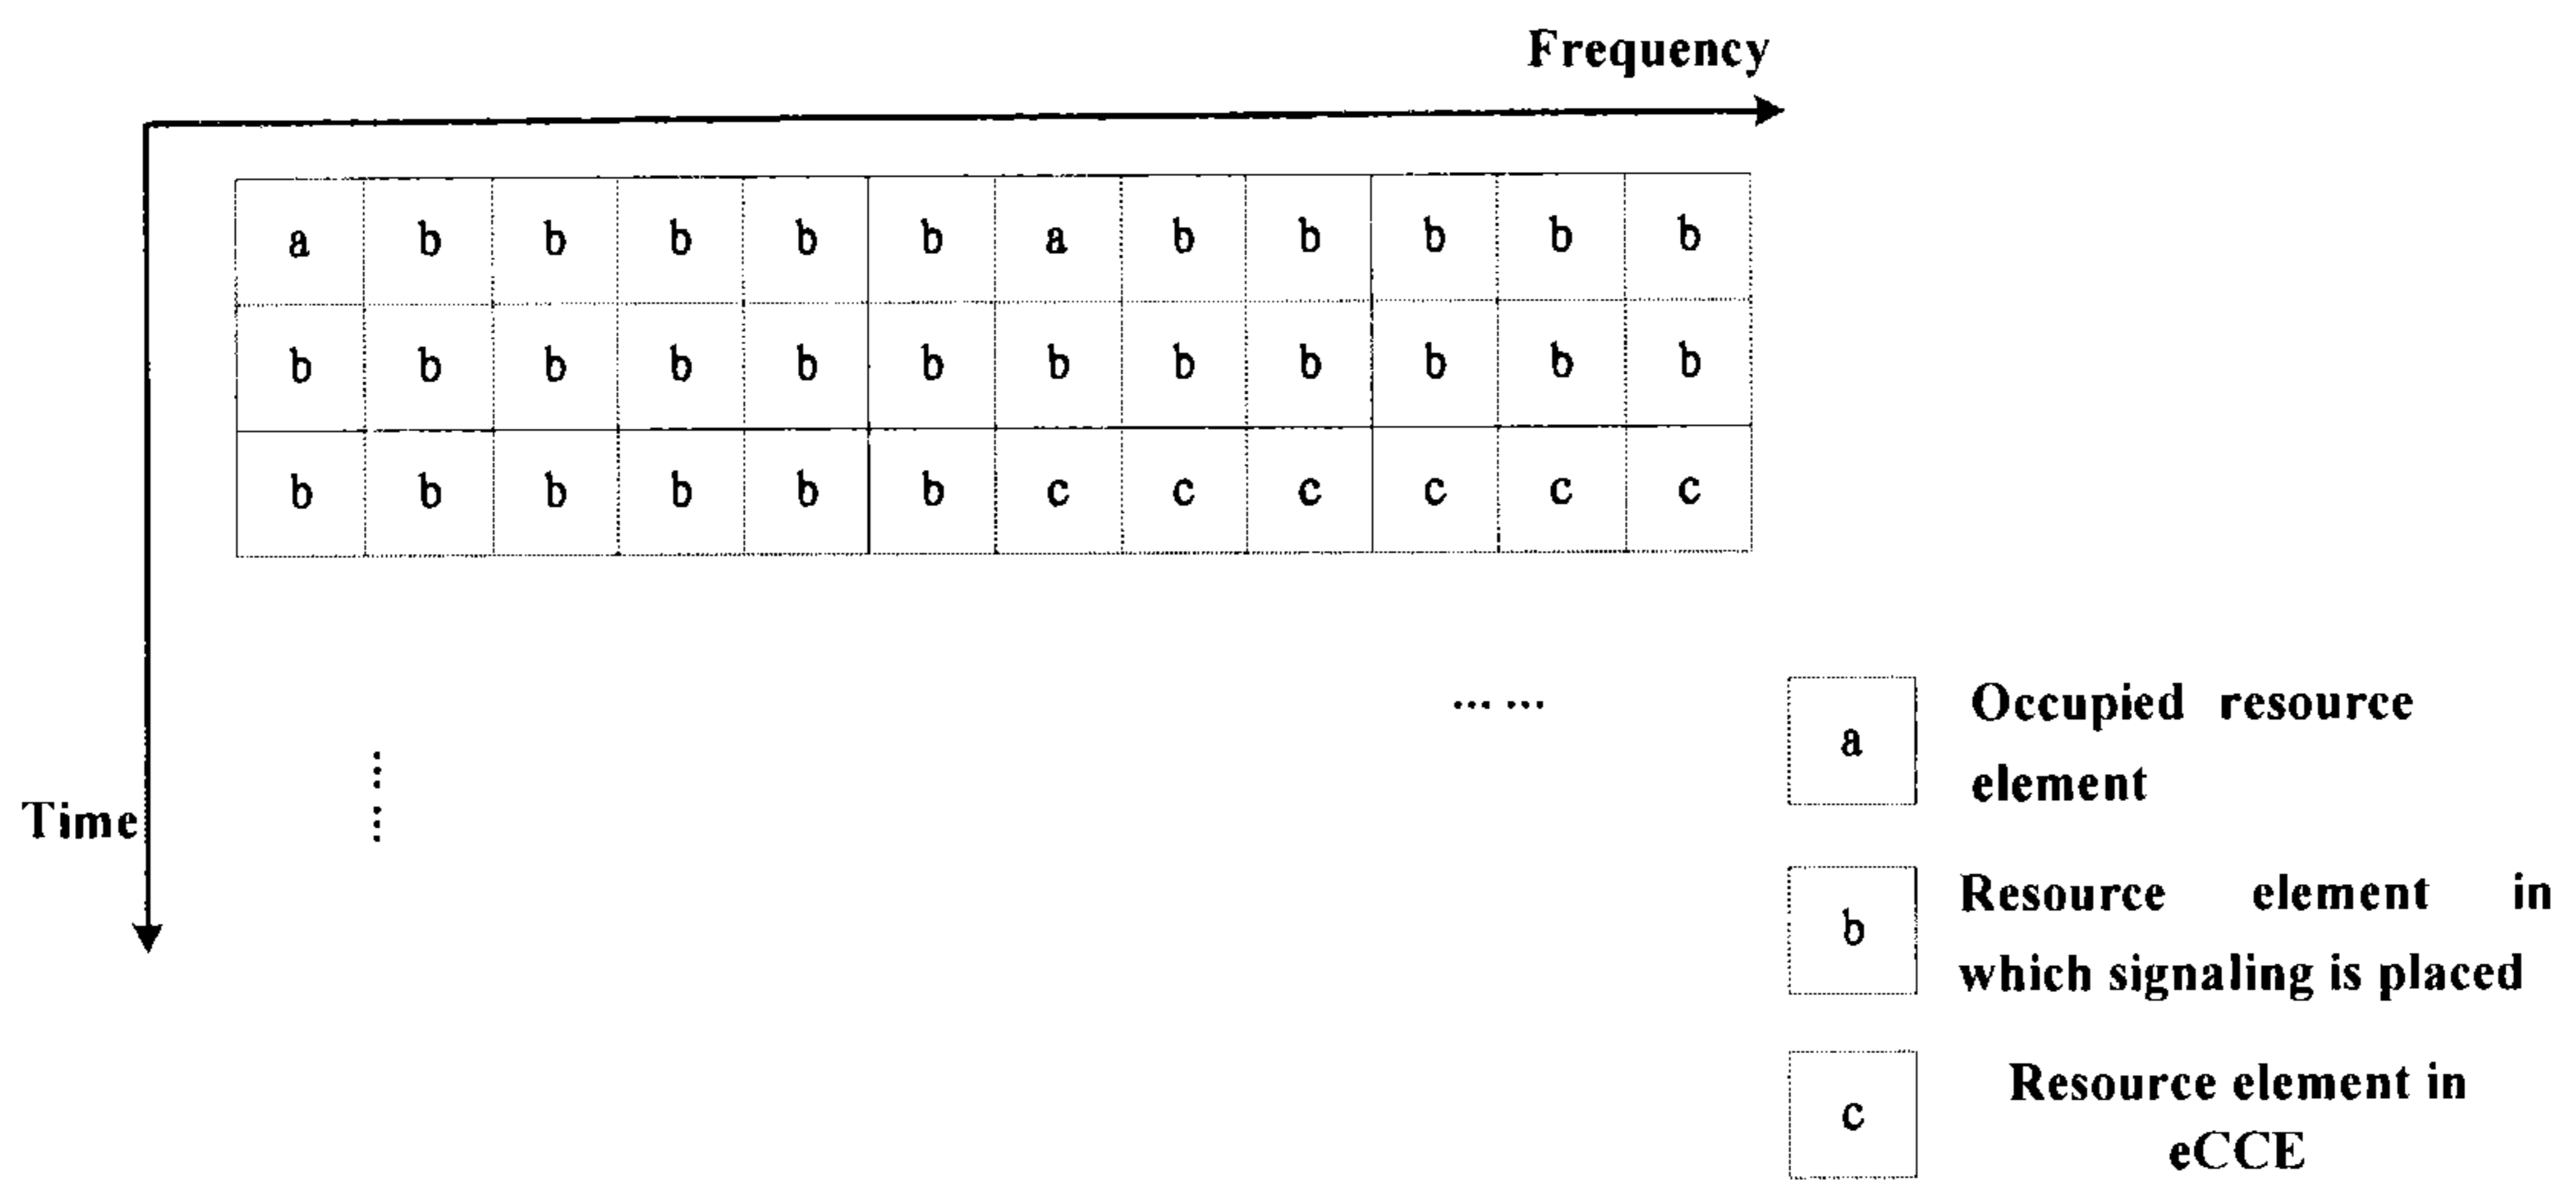 Frequency
a b b b b b a b b b b b
b b b b b b b b b b b b
b b b b b b c c c c c c
...... 
......
Time
a
Occupied resource
element
b
Resource element in
which signaling is placed
c
Resource element in
eCCE